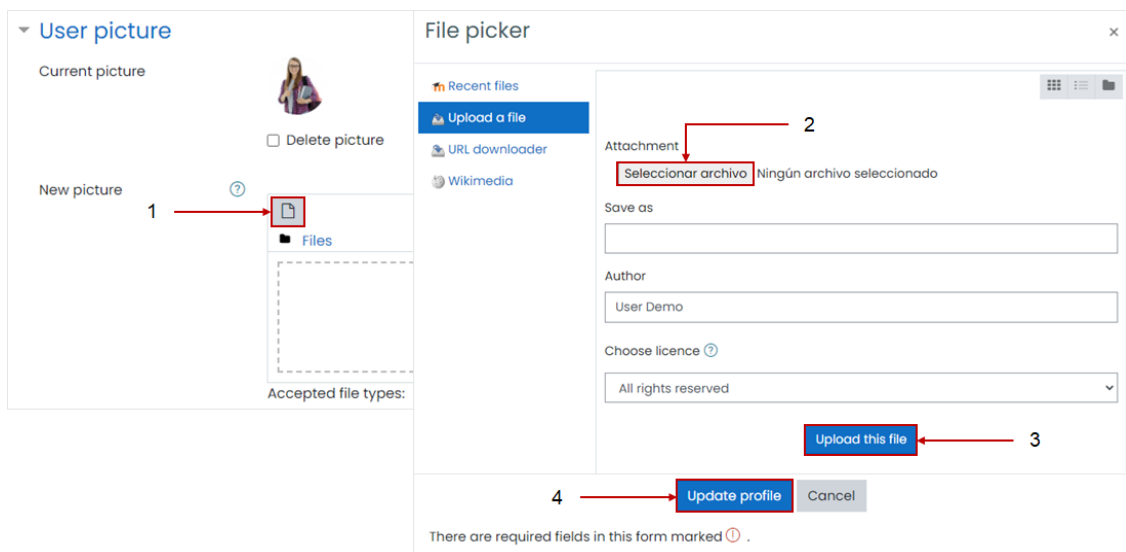 User picture
Current picture
Delete picture
New picture
1
Files
Accepted file types:
File picker
×
Recent files
Upload a file
URL downloader
Wikimedia
2
Attachment
Seleccionar archivo Ningún archivo seleccionado
Save as
Author
User Demo
Choose licence
All rights reserved
Upload this file
3
4
Update profile Cancel
There are required fields in this form marked .